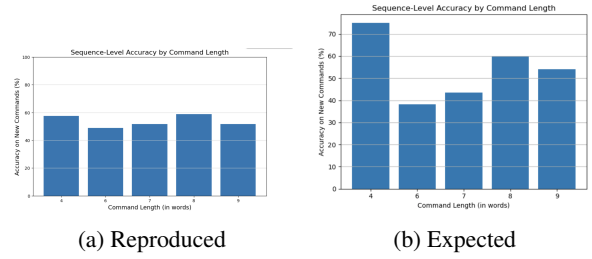 Sequence-Level Accuracy by Command Length
Accuracy on New Commands (%)
100
80
60
40
20
0
4 6 7 8 9
Command Length (in words)
(a) Reproduced
Sequence-Level Accuracy by Command Length
Accuracy on New Commands (%)
70
60
50
40
30
20
10
0
4 6 7 8 9
Command Length (in words)
(b) Expected